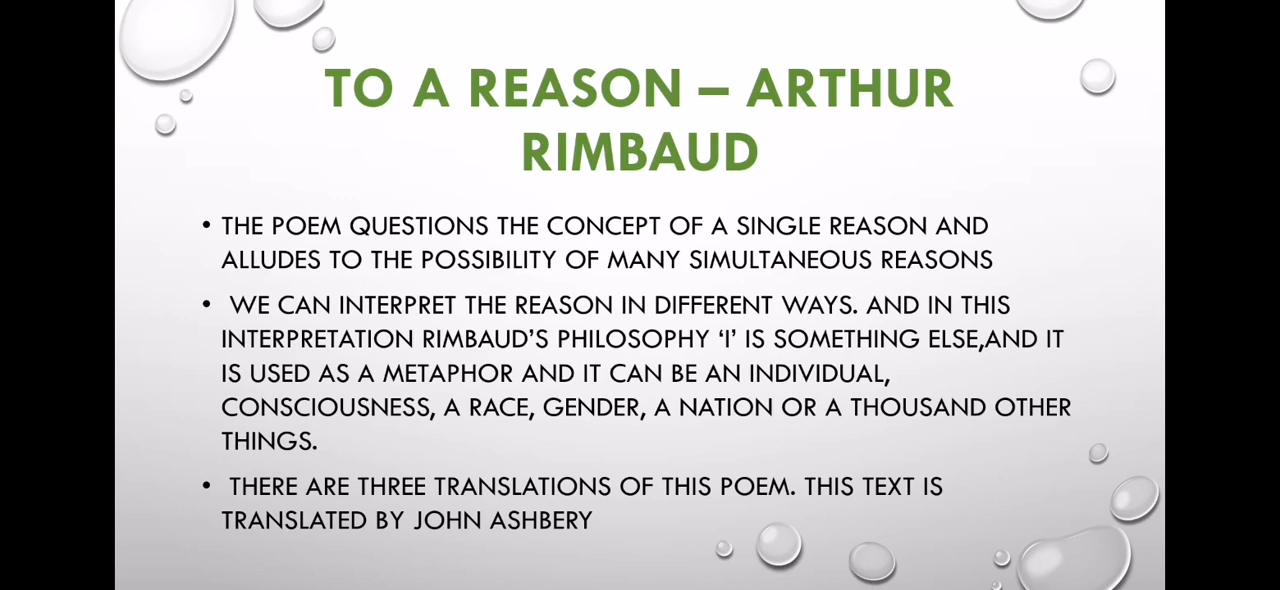 TO A REASON – ARTHUR
RIMBAUD
• THE POEM QUESTIONS THE CONCEPT OF A SINGLE REASON AND
ALLUDES TO THE POSSIBILITY OF MANY SIMULTANEOUS REASONS
• WE CAN INTERPRET THE REASON IN DIFFERENT WAYS. AND IN THIS
INTERPRETATION RIMBAUD’S PHILOSOPHY ‘I’ IS SOMETHING ELSE,AND IT
IS USED AS A METAPHOR AND IT CAN BE AN INDIVIDUAL,
CONSCIOUSNESS, A RACE, GENDER, A NATION OR A THOUSAND OTHER
THINGS.
• THERE ARE THREE TRANSLATIONS OF THIS POEM. THIS TEXT IS
TRANSLATED BY JOHN ASHBERY